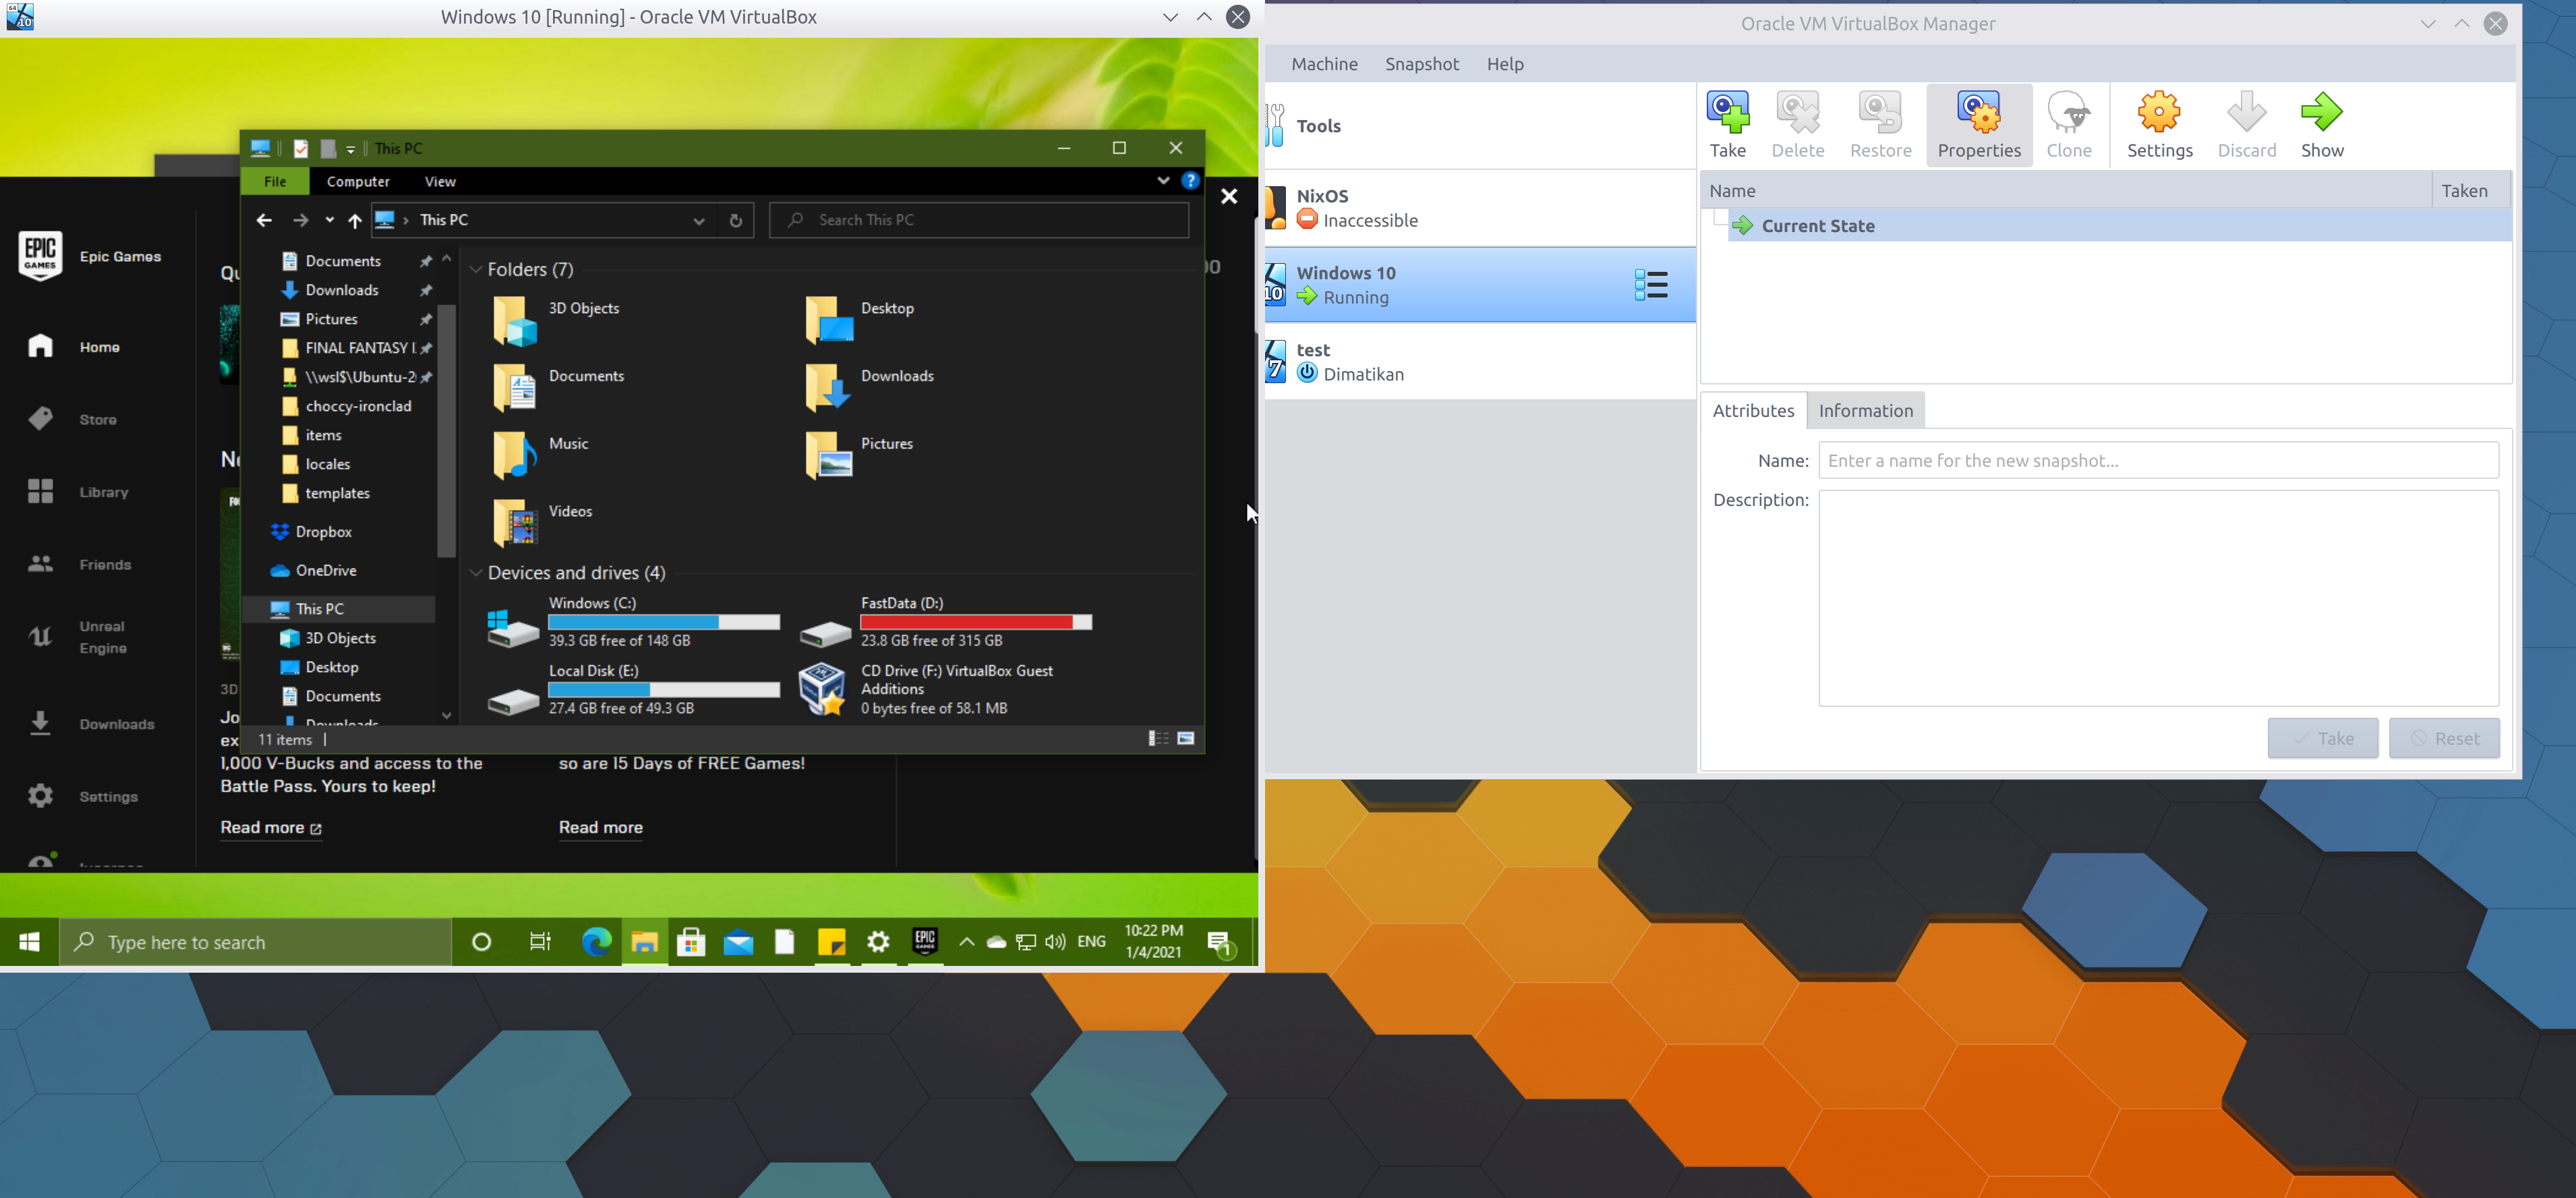 Windows 10 [Running] - Oracle VM VirtualBox
This PC
File
Computer
View
This PC
Search This PC
Documents
Downloads
Pictures
FINAL FANTASY
\\wsl$\Ubuntu-2
choccy-ironclad
items
locales
templates
Dropbox
OneDrive
This PC
3D Objects
Desktop
Documents
Downloads
Folders (7)
3D Objects
Desktop
Documents
Downloads
Music
Pictures
Videos
Devices and drives (4)
Windows (C:)
39.3 GB free of 148 GB
FastData (D:)
23.8 GB free of 315 GB
Local Disk (E:)
27.4 GB free of 49.3 GB
CD Drive (F:) VirtualBox Guest
Additions
0 bytes free of 58.1 MB
11 items
EPIC
GAMES
Epic Games
Home
Store
Library
Friends
Unreal
Engine
Downloads
Settings
Qu
3D
Jo
ex
1,000 V-Bucks and access to the
Battle Pass. Yours to keep!
Read more
so are 15 Days of FREE Games!
Read more
Type here to search
EPIC
GAMES
ENG
10:22 PM
1/4/2021
1
Oracle VM VirtualBox Manager
Machine
Snapshot
Help
Tools
NixOS
Inaccessible
10
Windows 10
Running
7
test
Dimatikan
Take
Delete
Restore
Properties
Clone
Settings
Discard
Show
Name
Taken
Current State
Attributes
Information
Name:
Enter a name for the new snapshot...
Description:
Take
Reset